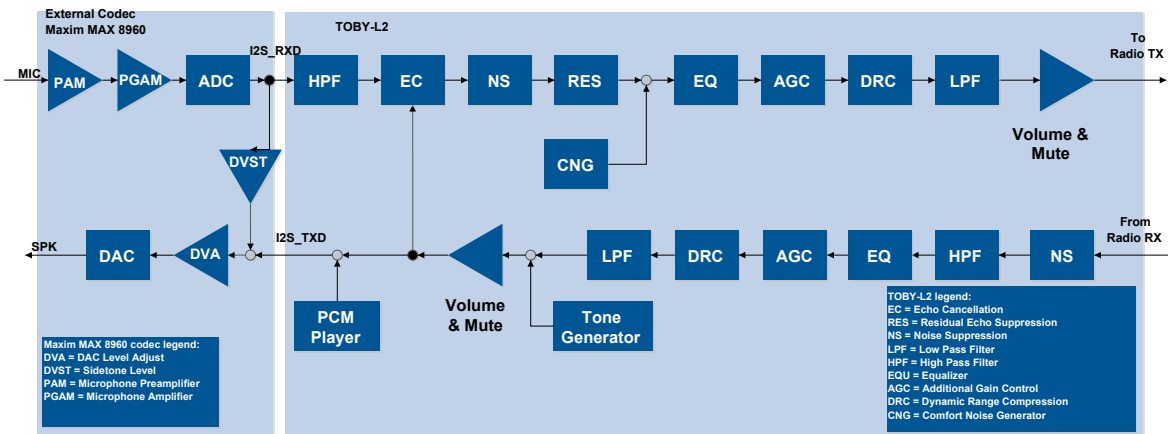 External Codec
Maxim MAX 8960
TOBY-L2
I2S_RXD
To
Radio TX
MIC
PAM
PGAM
ADC
HPF
EC
NS
RES
EQ
AGC
DRC
LPF
Volume &
Mute
DVST
CNG
I2S_TXD
From
Radio RX
SPK
DAC
DVA
LPF
DRC
AGC
EQ
HPF
NS
Volume
& Mute
PCM
Player
Tone
Generator
Maxim MAX 8960 codec legend:
DVA = DAC Level Adjust
DVST = Sidetone Level
PAM = Microphone Preamplifier
PGAM = Microphone Amplifier
TOBY-L2 legend:
EC = Echo Cancellation
RES = Residual Echo Suppression
NS = Noise Suppression
LPF = Low Pass Filter
HPF = High Pass Filter
EQU = Equalizer
AGC = Additional Gain Control
DRC = Dynamic Range Compression
CNG = Comfort Noise Generator